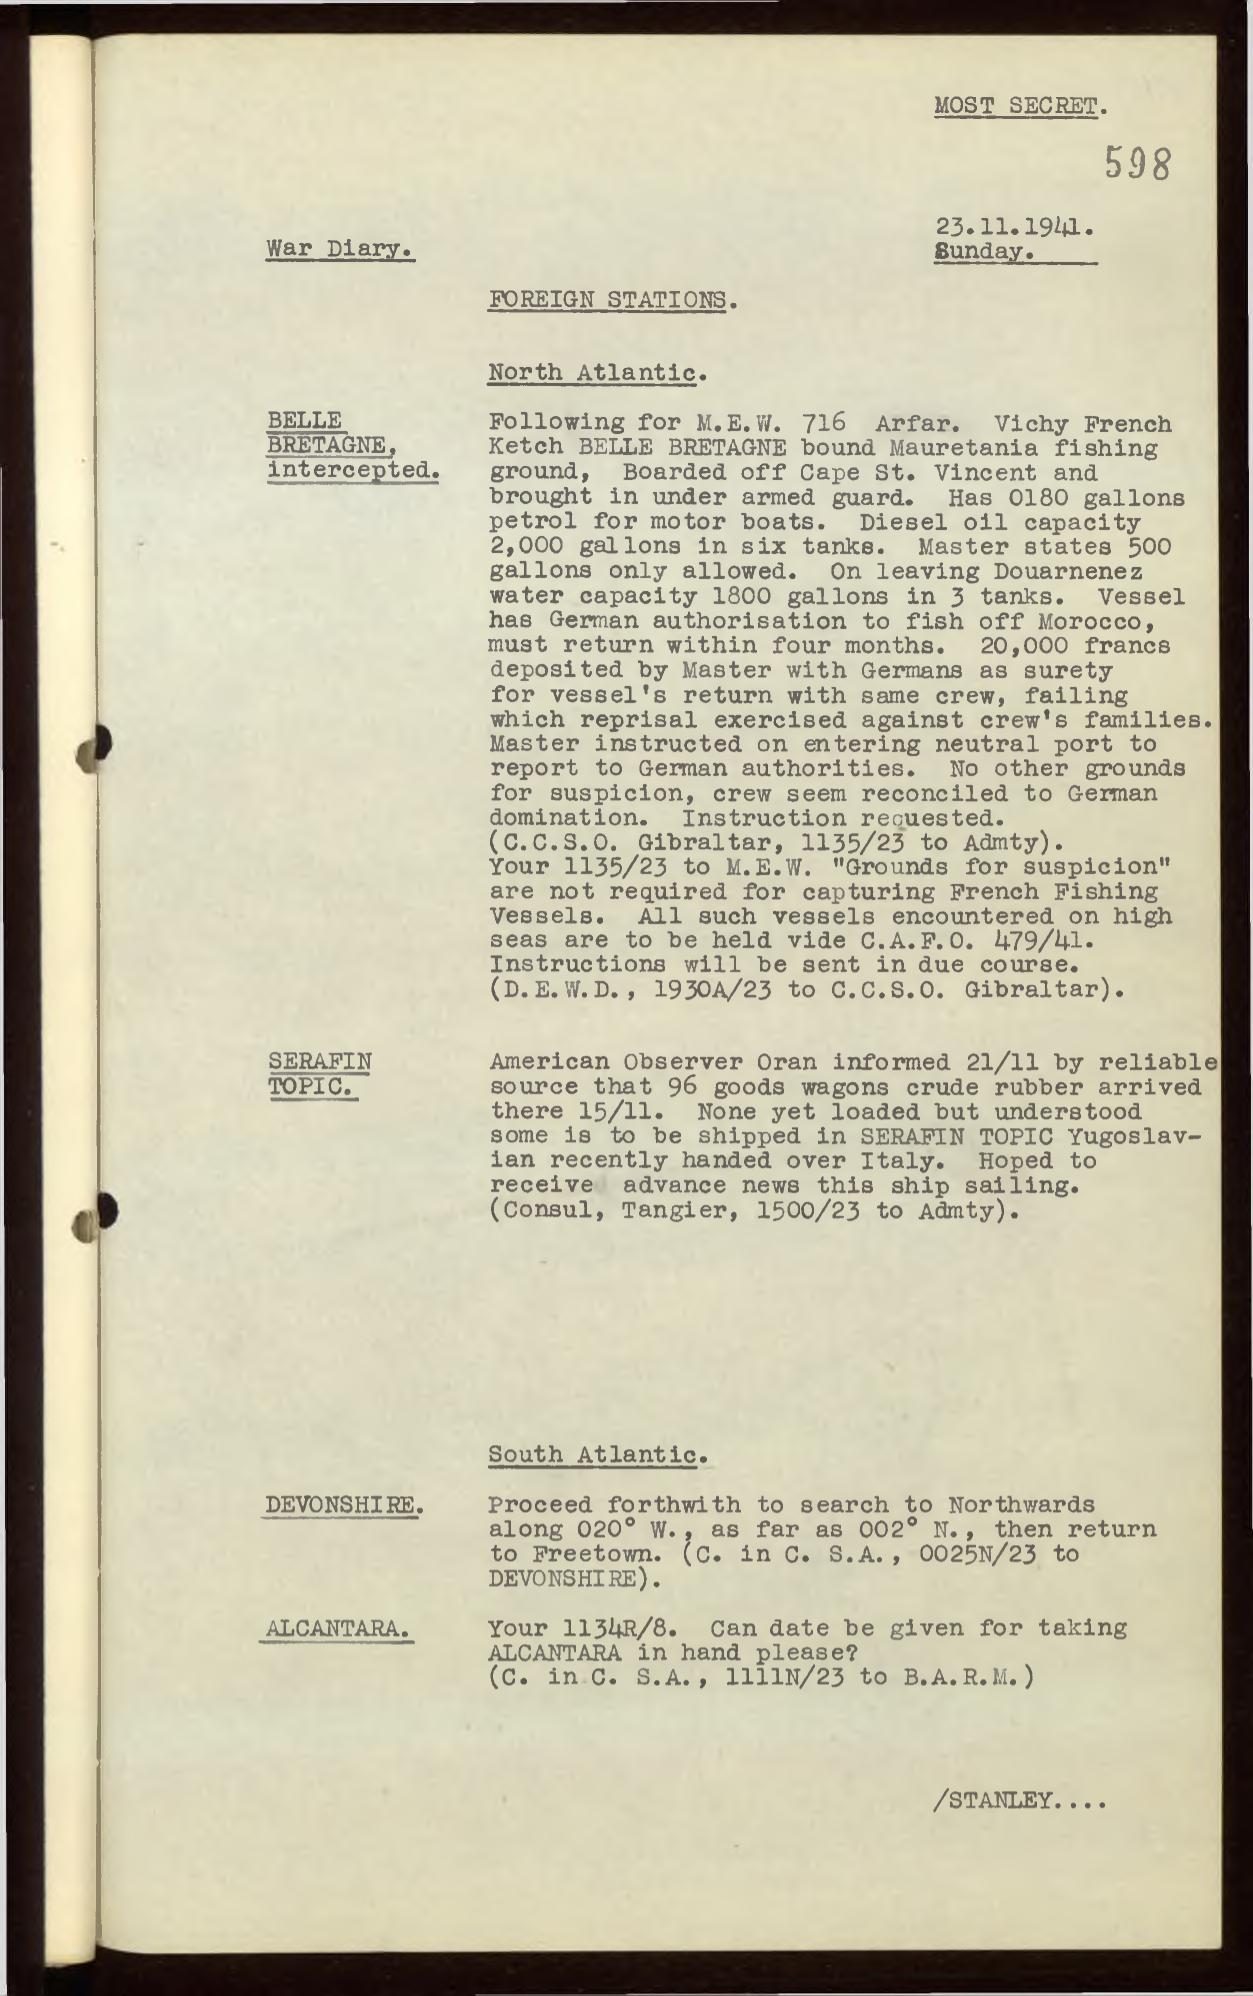 MOST SECRET.
598
23.11.1941.
War Diary.
Sunday.
FOREIGN STATIONS.
North Atlantic.
BELLE
BRETAGNE,
intercepted.
Following for M.E.W. 716 Arfar. Vichy French
Ketch BELLE BRETAGNE bound Mauretania fishing
ground, Boarded off Cape St. Vincent and
brought in under armed guard. Has 0180 gallons
petrol for motor boats. Diesel oil capacity
2,000 gallons in six tanks. Master states 500
gallons only allowed. On leaving Douarnenez
water capacity 1800 gallons in 3 tanks. Vessel
has German authorisation to fish off Morocco,
must return within four months. 20,000 francs
deposited by Master with Germans as surety
for vessel's return with same crew, failing
which reprisal exercised against crew's families.
Master instructed on entering neutral port to
report to German authorities. No other grounds
for suspicion, crew seem reconciled to German
domination. Instruction requested.
(C.C.S.O. Gibraltar, 1135/23 to Admty).
Your 1135/23 to M.E.W. "Grounds for suspicion"
are not required for capturing French Fishing
Vessels. All such vessels encountered on high
seas are to be held vide C.A.F.O. 479/41.
Instructions will be sent in due course.
(D.E.W.D., 1930A/23 to C.C.S.O. Gibraltar).
SERAFIN
TOPIC.
American Observer Oran informed 21/11 by reliable
source that 96 goods wagons crude rubber arrived
there 15/11. None yet loaded but understood
some is to be shipped in SERAFIN TOPIC Yugoslav-
ian recently handed over Italy. Hoped to
receive advance news this ship sailing.
(Consul, Tangier, 1500/23 to Admty).
South Atlantic.
DEVONSHIRE.
Proceed forthwith to search to Northwards
along 020° W., as far as 002° N., then return
to Freetown. (C. in C. S.A., 0025N/23 to
DEVONSHIRE).
ALCANTARA.
Your 1134R/8. Can date be given for taking
ALCANTARA in hand please?
(C. in C. S.A., 1111N/23 to B.A.R.M.)
/STANLEY....